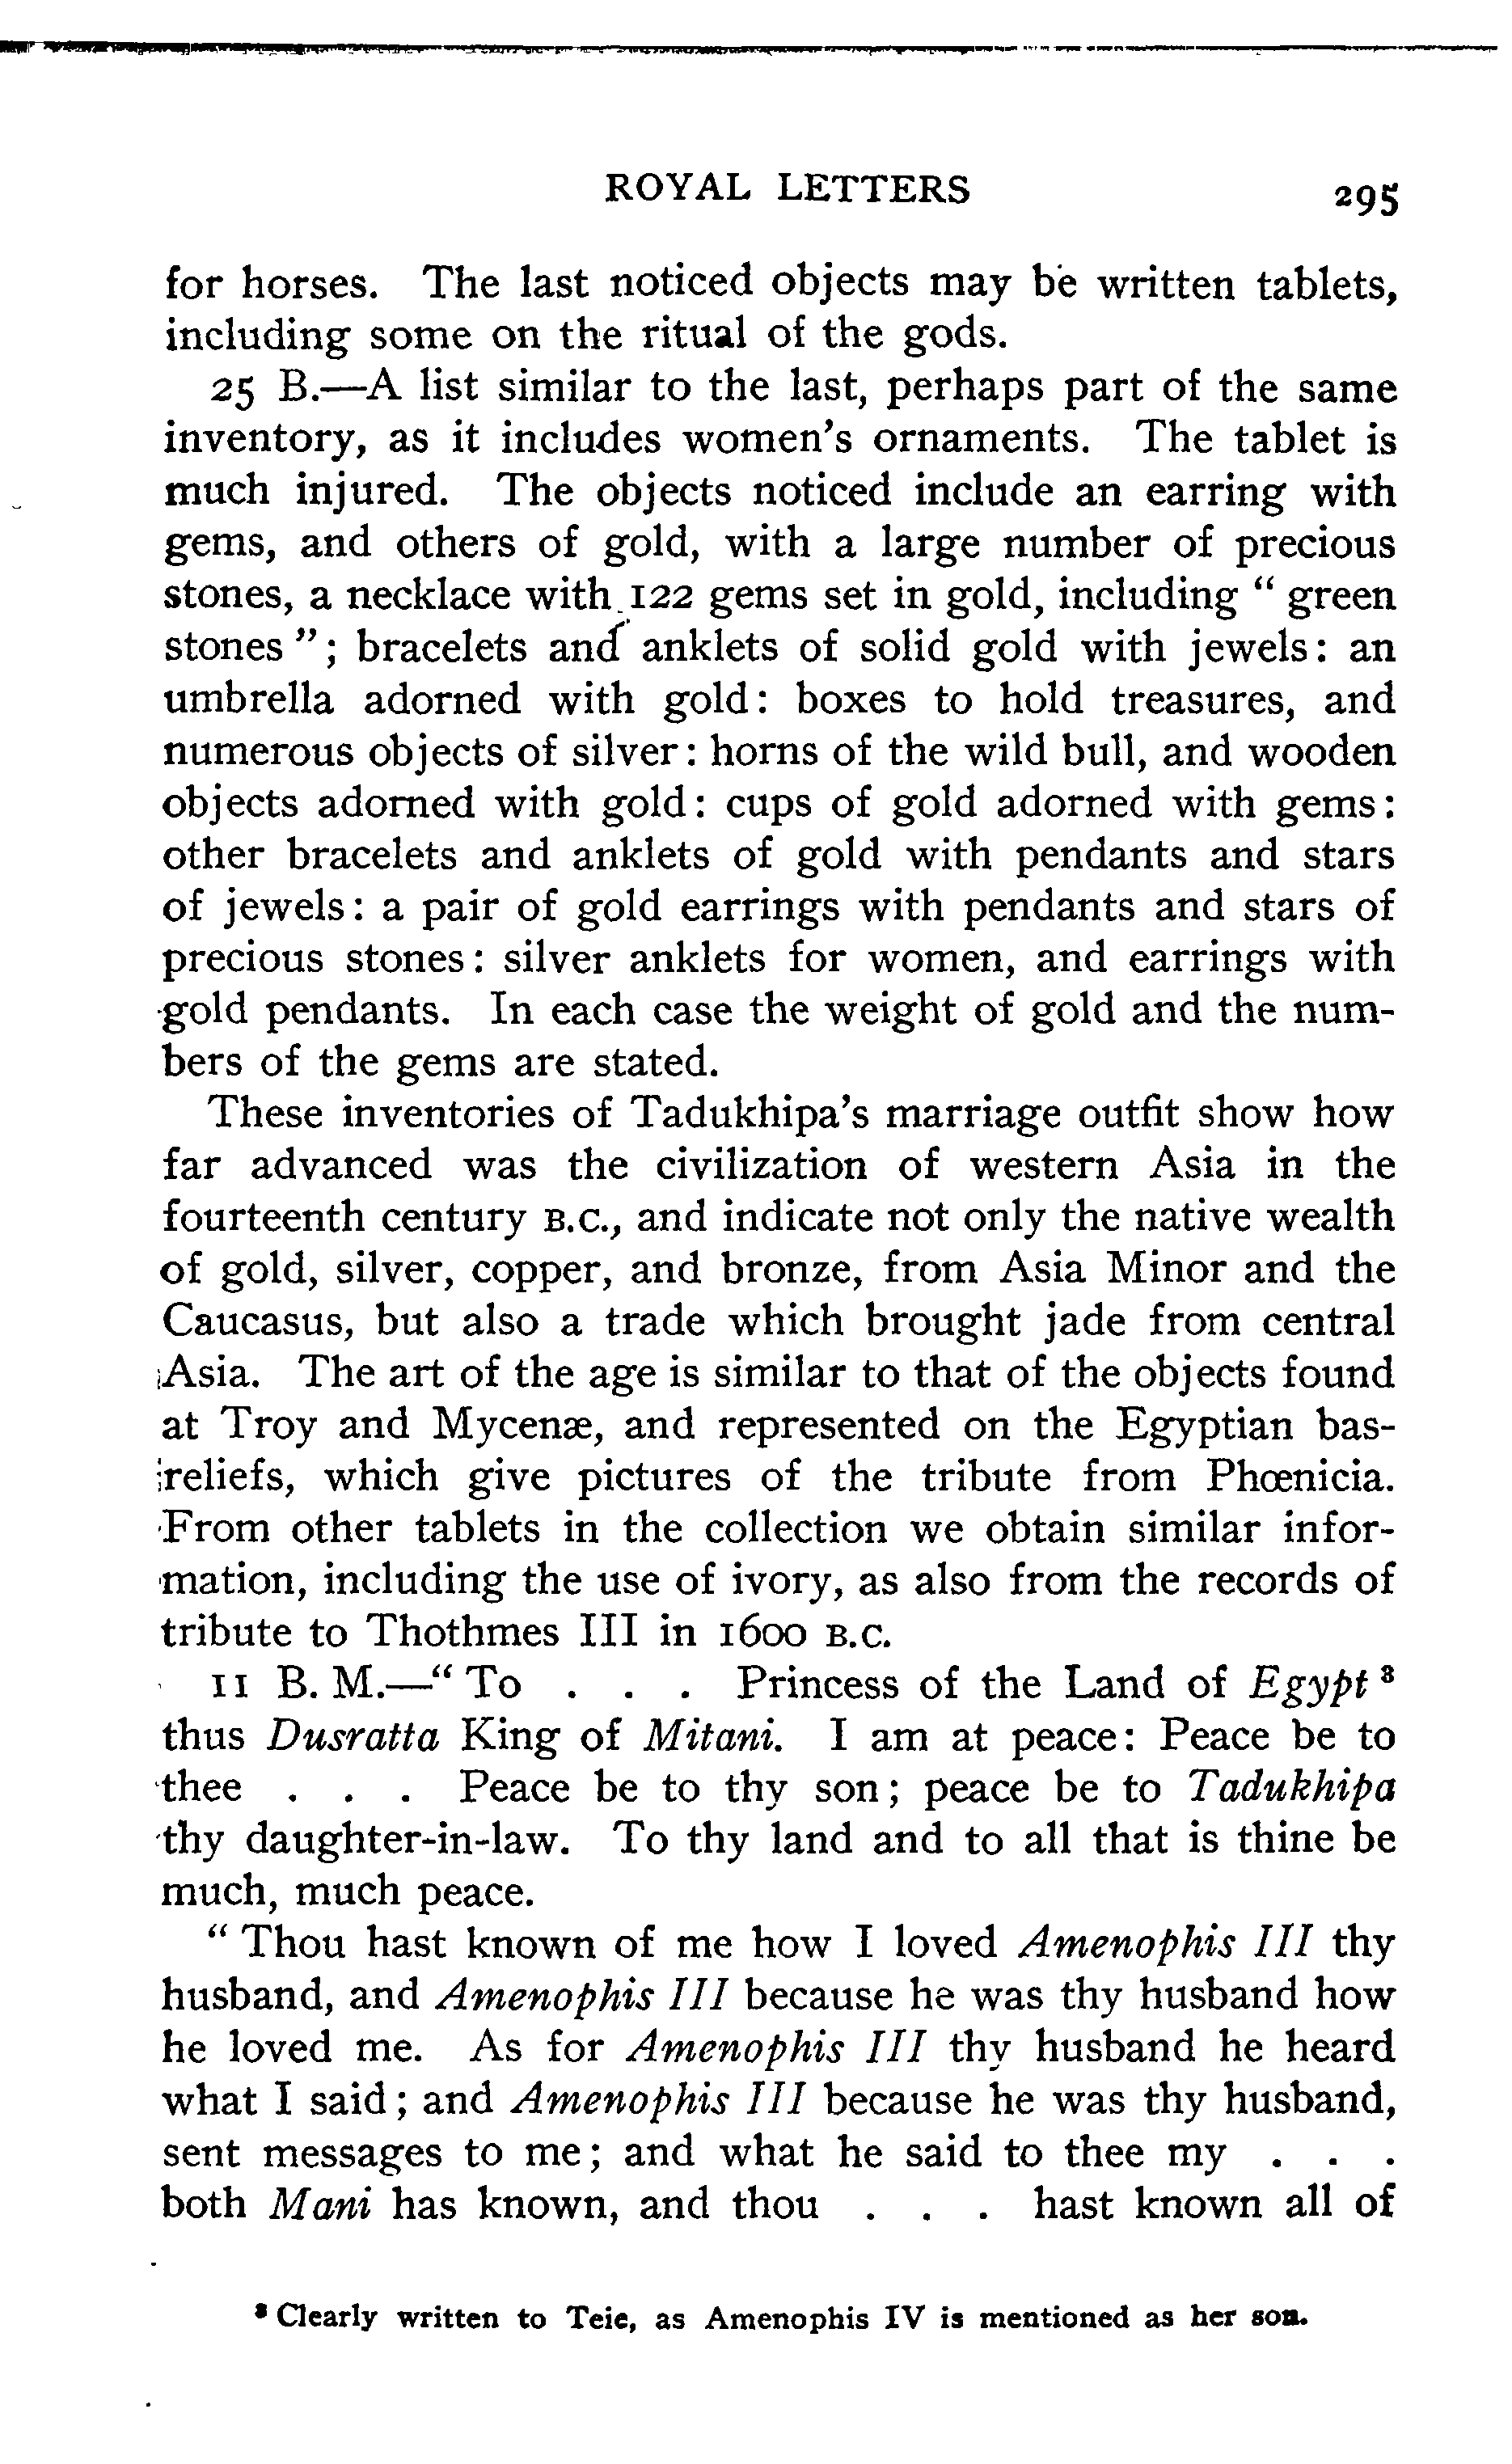 ROYAL LETTERS 295
for horses. The last noticed objects may be written tablets,
including some on the ritual of the gods.
25 B.—A list similar to the last, perhaps part of the same
inventory, as it includes women's ornaments. The tablet is
much injured. The objects noticed include an earring with
gems, and others of gold, with a large number of precious
stones, a necklace with 122 gems set in gold, including " green
stones "; bracelets and anklets of solid gold with jewels: an
umbrella adorned with gold: boxes to hold treasures, and
numerous objects of silver: horns of the wild bull, and wooden
objects adorned with gold: cups of gold adorned with gems:
other bracelets and anklets of gold with pendants and stars
of jewels: a pair of gold earrings with pendants and stars of
precious stones: silver anklets for women, and earrings with
gold pendants. In each case the weight of gold and the num-
bers of the gems are stated.
These inventories of Tadukhipa's marriage outfit show how
far advanced was the civilization of western Asia in the
fourteenth century B.C., and indicate not only the native wealth
of gold, silver, copper, and bronze, from Asia Minor and the
Caucasus, but also a trade which brought jade from central
Asia. The art of the age is similar to that of the objects found
at Troy and Mycenæ, and represented on the Egyptian bas-
reliefs, which give pictures of the tribute from Phœnicia.
From other tablets in the collection we obtain similar infor-
mation, including the use of ivory, as also from the records of
tribute to Thothmes III in 1600 B.C.
11 B. M.—" To . . . Princess of the Land of Egypt ⁸
thus Dusratta King of Mitani. I am at peace: Peace be to
thee . . . Peace be to thy son; peace be to Tadukhipa
thy daughter-in-law. To thy land and to all that is thine be
much, much peace.
" Thou hast known of me how I loved Amenophis III thy
husband, and Amenophis III because he was thy husband how
he loved me. As for Amenophis III thy husband he heard
what I said; and Amenophis III because he was thy husband,
sent messages to me; and what he said to thee my . . .
both Mani has known, and thou . . . hast known all of
⁸ Clearly written to Teie, as Amenophis IV is mentioned as her son.